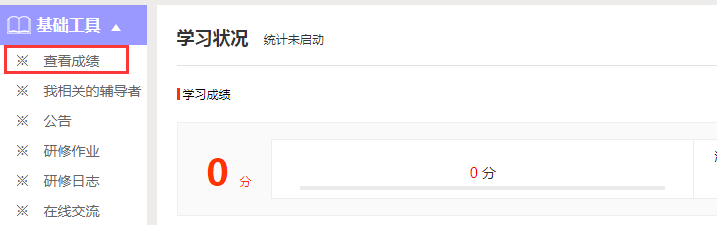 基础工具
※ 查看成绩
※ 我相关的辅导者
※ 公告
※ 研修作业
※ 研修日志
※ 在线交流
学习状况 统计未启动
学习成绩
0 分
0 分